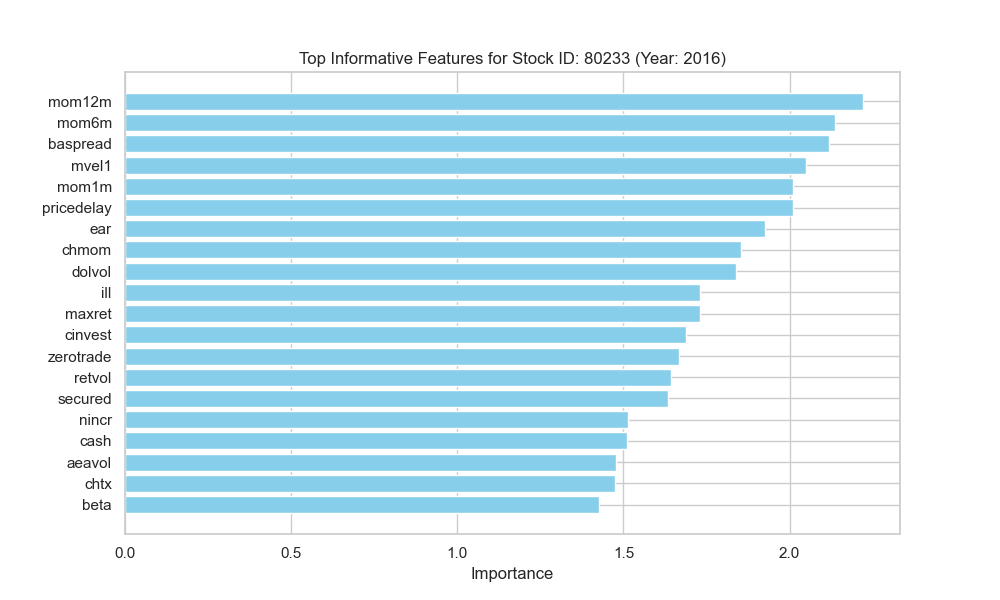 Top Informative Features for Stock ID: 80233 (Year: 2016)
mom12m
mom6m
baspread
mvel1
mom1m
pricedelay
ear
chmom
dolvol
ill
maxret
cinvest
zerotrade
retvol
secured
nincr
cash
aeavol
chtx
beta
0.0 0.5 1.0 1.5 2.0
Importance